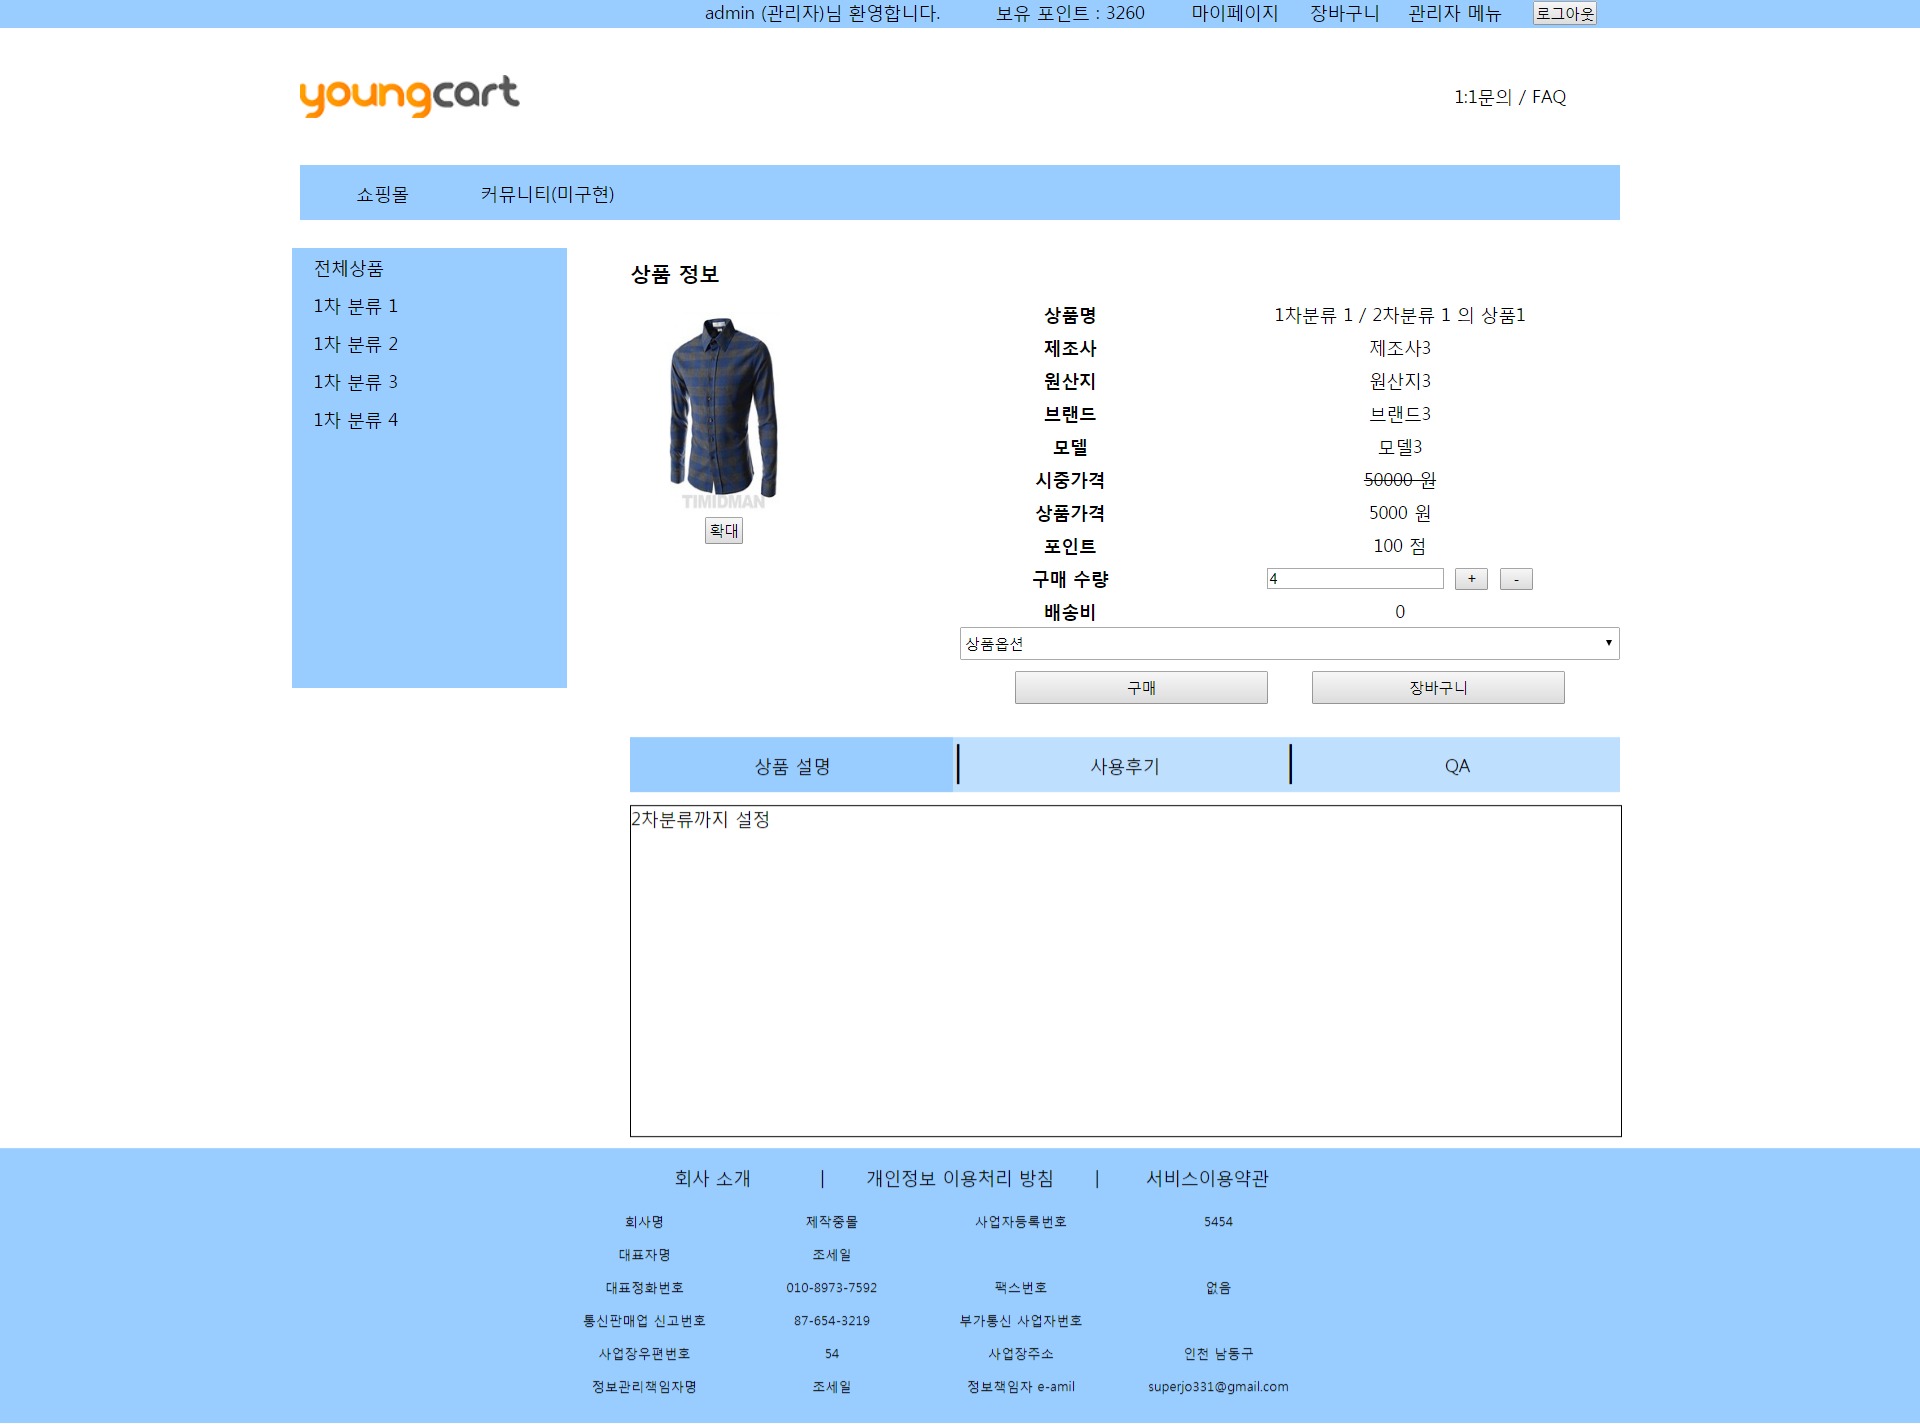 admin (관리자)님 환영합니다. 보유 포인트 : 3260 마이페이지 장바구니 관리자 메뉴 로그아웃
youngcart
1:1문의 / FAQ
쇼핑몰 커뮤니티(미구현)
전체상품
1차 분류 1
1차 분류 2
1차 분류 3
1차 분류 4
상품 정보
TIMIDMAN
확대
상품명 1차분류 1 / 2차분류 1 의 상품1
제조사 제조사3
원산지 원산지3
브랜드 브랜드3
모델 모델3
시중가격 50000 원
상품가격 5000 원
포인트 100 점
구매 수량 4 + -
배송비 0
상품옵션
구매 장바구니
상품 설명 사용후기 QA
2차분류까지 설정
회사 소개 | 개인정보 이용처리 방침 | 서비스이용약관
회사명 제작중몰 사업자등록번호 5454
대표자명 조세일
대표정화번호 010-8973-7592 팩스번호 없음
통신판매업 신고번호 87-654-3219 부가통신 사업자번호
사업장우편번호 54 사업장주소 인천 남동구
정보관리책임자명 조세일 정보책임자 e-amil superjo331@gmail.com